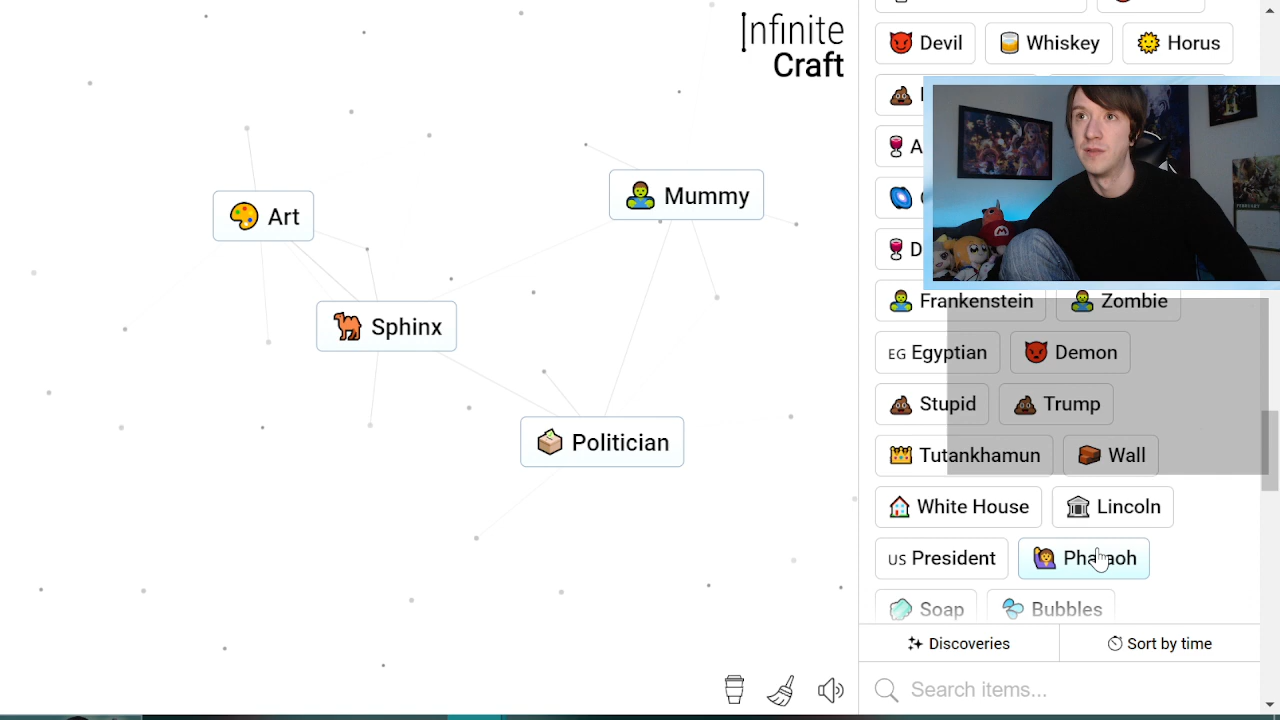 Infinite
Craft
Art
Mummy
Sphinx
Politician
Devil
Whiskey
Horus
A
D
Frankenstein
Zombie
EG Egyptian
Demon
Stupid
Trump
Tutankhamun
Wall
White House
Lincoln
US President
Pharaoh
Soap
Bubbles
Discoveries
Sort by time
Search items...